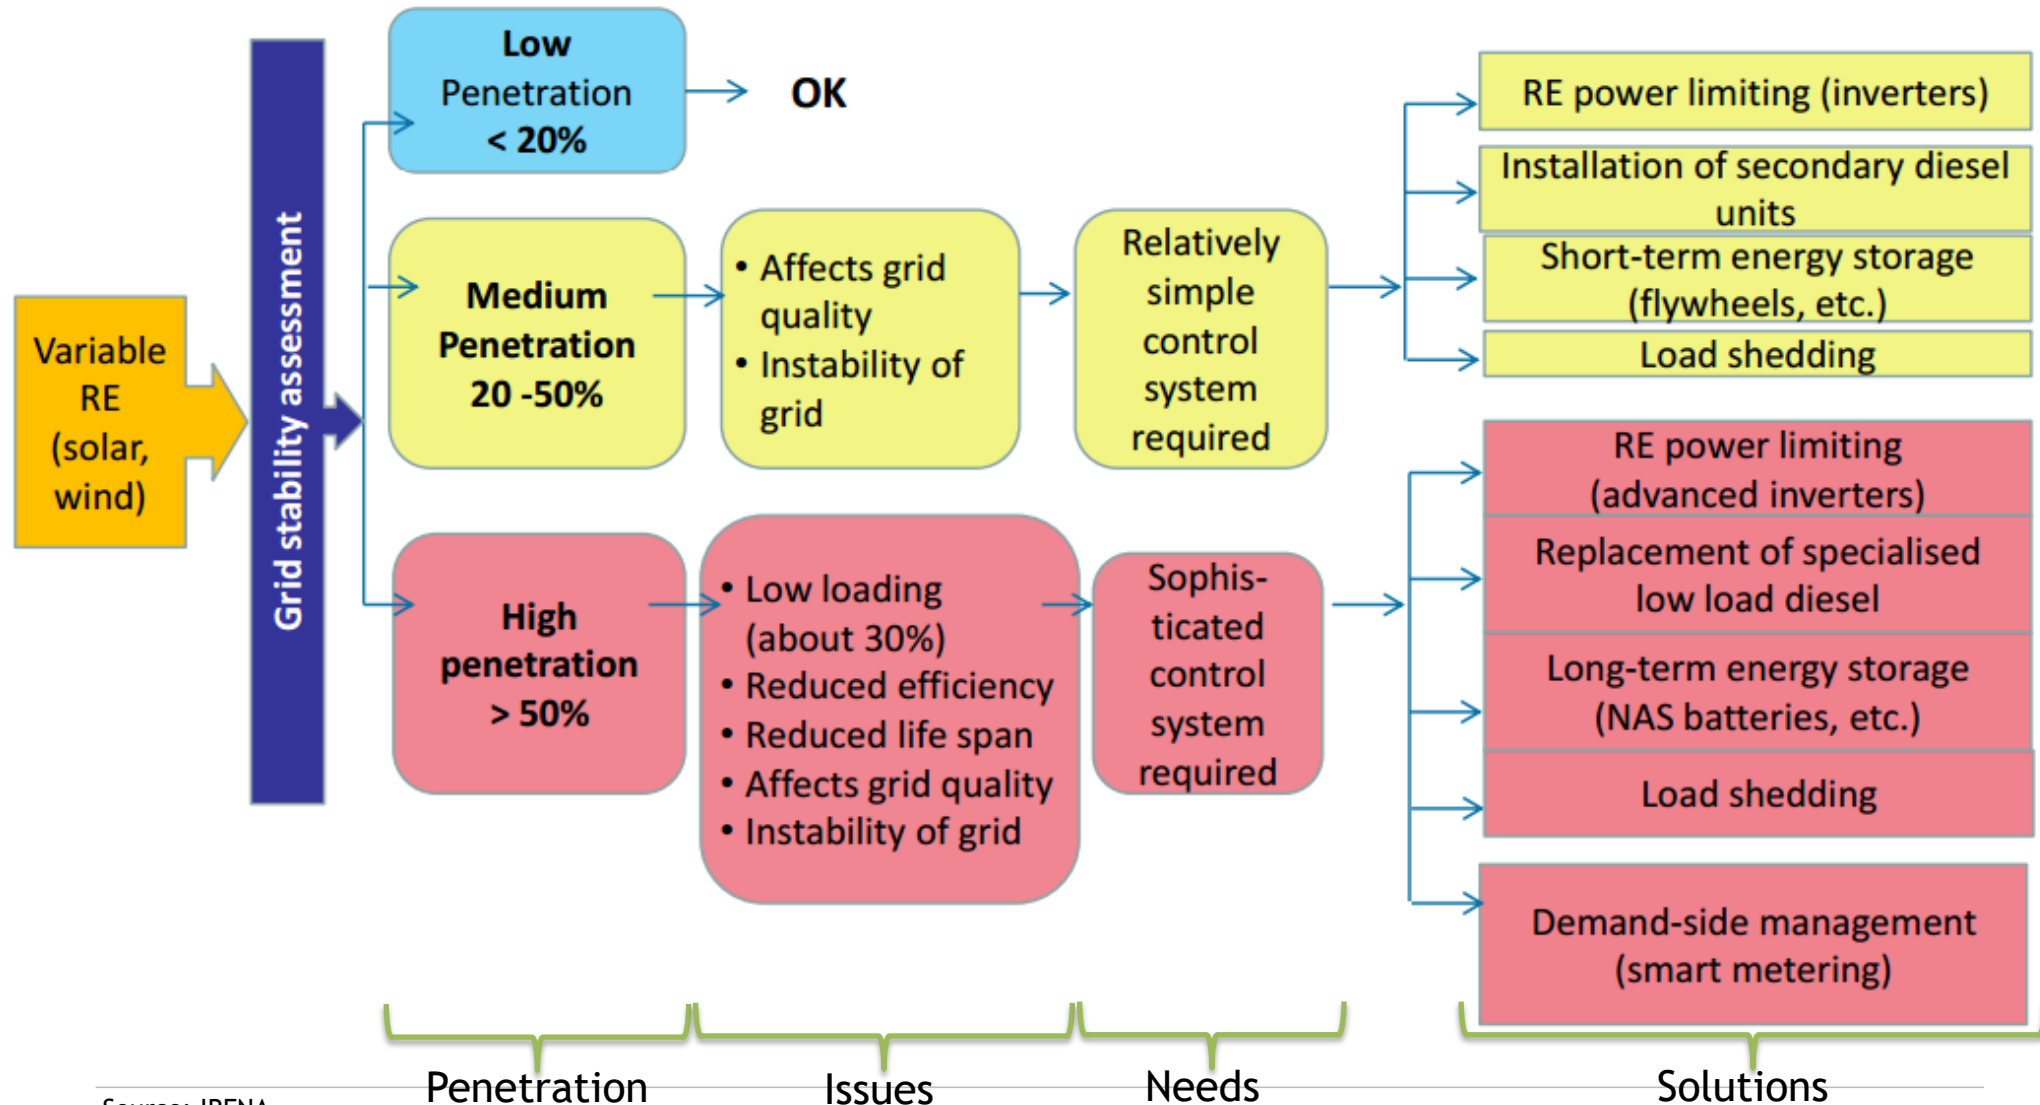 Variable
RE
(solar,
wind)
Grid stability assessment
Low
Penetration
< 20%
OK
Medium
Penetration
20 -50%
• Affects grid
quality
• Instability of
grid
Relatively
simple
control
system
required
RE power limiting (inverters)
Installation of secondary diesel
units
Short-term energy storage
(flywheels, etc.)
Load shedding
High
penetration
> 50%
• Low loading
(about 30%)
• Reduced efficiency
• Reduced life span
• Affects grid quality
• Instability of grid
Sophis-
ticated
control
system
required
RE power limiting
(advanced inverters)
Replacement of specialised
low load diesel
Long-term energy storage
(NAS batteries, etc.)
Load shedding
Demand-side management
(smart metering)
Penetration
Issues
Needs
Solutions
Source: IRENA